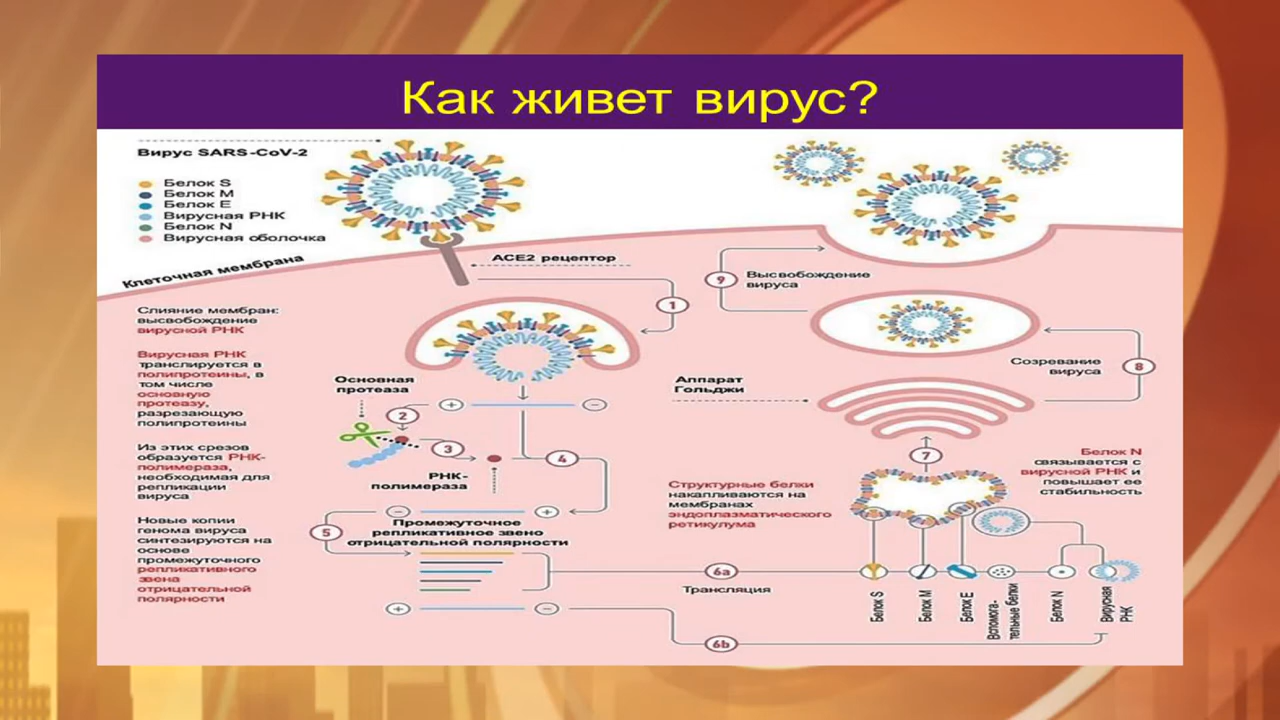 Как живет вирус?
Вирус SARS-CoV-2
Белок S
Белок M
Белок E
Вирусная РНК
Белок N
Вирусная оболочка
Клеточная мембрана
ACE2 рецептор
1
9
Высвобождение
вируса
Слияние мембран:
высвобождение
вирусной РНК
Вирусная РНК
транслируется в
полипротеины, в
том числе
основную
протеазу,
разрезающую
полипротеины
Из этих срезов
образуется РНК-
полимераза,
необходимая для
репликации
вируса
Новые копии
генома вируса
синтезируются на
основе
промежуточного
репликативного
звена
отрицательной
полярности
Основная
протеаза
+
−
2
3
4
РНК-
полимераза
−
+
5
Промежуточное
репликативное звено
отрицательной полярности
+
−
Аппарат
Гольджи
Созревание
вируса
8
7
Белок N
связывается с
вирусной РНК и
повышает ее
стабильность
Структурные белки
накапливаются на
мембранах
эндоплазматического
ретикулума
6a
Трансляция
6b
Белок S
Белок M
Белок E
Вспомога-
тельные белки
Белок N
Вирусная
РНК